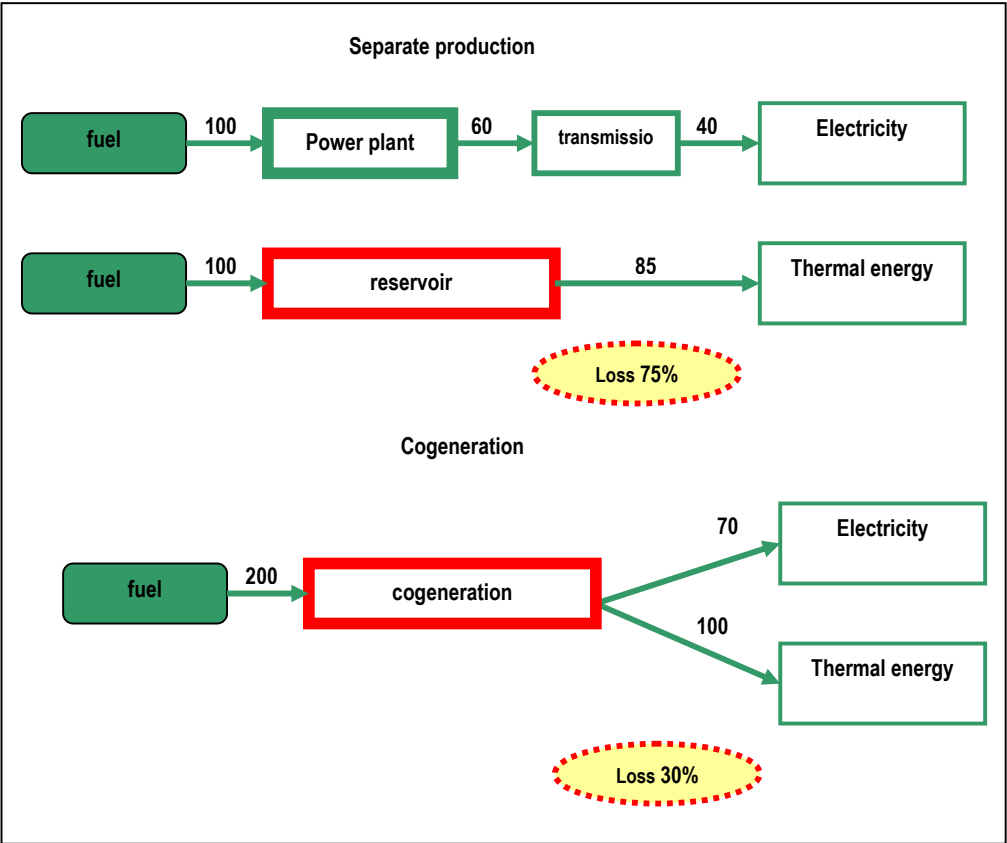 Separate production
fuel
100
Power plant
60
transmissio
40
Electricity
fuel
100
reservoir
85
Thermal energy
Loss 75%
Cogeneration
fuel
200
cogeneration
70
Electricity
100
Thermal energy
Loss 30%